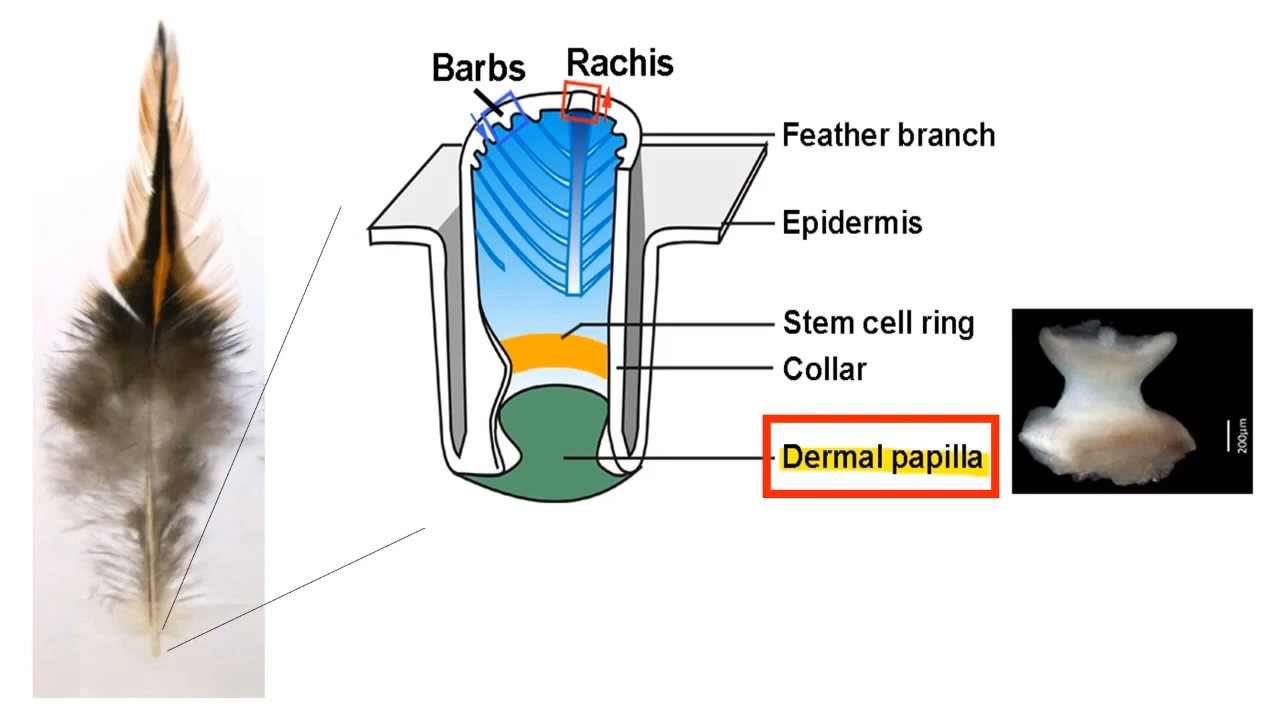 Barbs
Rachis
Feather branch
Epidermis
Stem cell ring
Collar
Dermal papilla
200μm